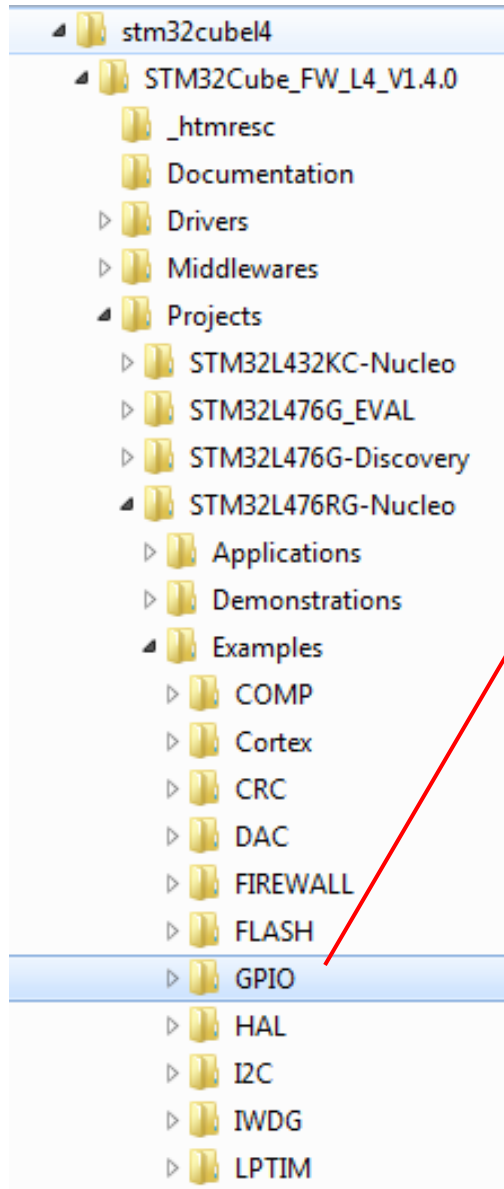 stm32cubel4
STM32Cube_FW_L4_V1.4.0
_htmresc
Documentation
Drivers
Middlewares
Projects
STM32L432KC-Nucleo
STM32L476G_EVAL
STM32L476G-Discovery
STM32L476RG-Nucleo
Applications
Demonstrations
Examples
COMP
Cortex
CRC
DAC
FIREWALL
FLASH
GPIO
HAL
I2C
IWDG
LPTIM